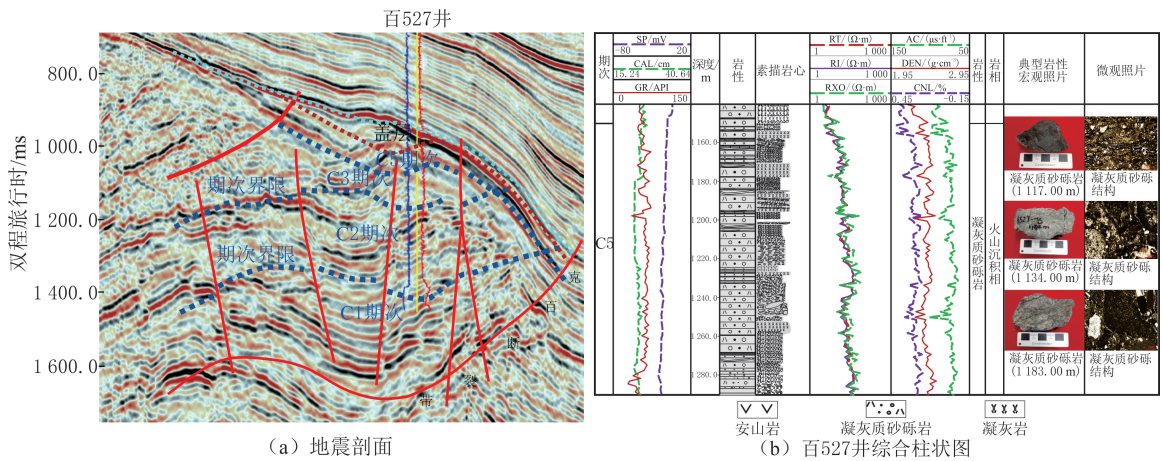 百527井
双程旅行时/ms
800.0
1 000.0
1 200.0
1 400.0
1 600.0
盖层
C5期次
C3期次
期次界限
C2期次
期次界限
C1期次
克
百
断
裂
带
(a) 地震剖面
期次
SP/mV
-80 20
CAL/cm
15.24 40.64
GR/API
0 150
深度/m
岩性
素描岩心
RT/(Ω·m)
1 1 000
RI/(Ω·m)
1 1 000
RXO/(Ω·m)
1 1 000
AC/(μs·ft⁻¹)
150 50
DEN/(g·cm⁻³)
1.95 2.95
CNL/%
0.45 -0.15
岩性
岩相
典型岩性宏观照片
微观照片
C5
1 160.0
1 180.0
1 200.0
1 220.0
1 240.0
1 260.0
1 280.0
凝灰质砂砾岩
火山沉积相
凝灰质砂砾岩
(1 117.00 m)
凝灰质砂砾
结构
凝灰质砂砾岩
(1 134.00 m)
凝灰质砂砾
结构
凝灰质砂砾岩
(1 183.00 m)
凝灰质砂砾
结构
安山岩
凝灰质砂砾岩
凝灰岩
(b) 百527井综合柱状图